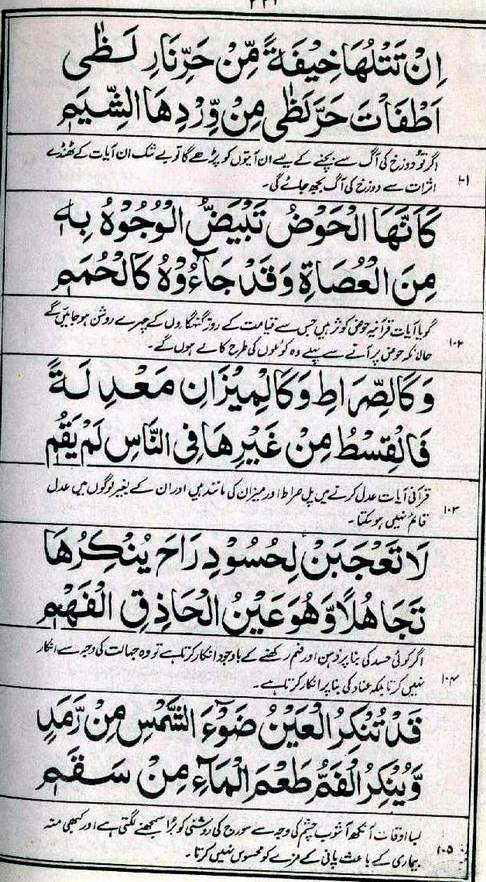 اِنْ تَتْلُهَا خِيْفَةً مِّنْ حَرِّ نَارِ لَظٰى
اَطْفَاْتَ حَرَّ لَظٰى مِنْ وِّرْدِهَا الشِّيَمِ
اگر تو دوزخ کی آگ سے بچنے کے لیے ان آیتوں کو پڑھے گا تو بے شک ان آیات کے ٹھنڈے
۱۰۱
اثرات سے دوزخ کی آگ بجھ جائے گی۔
كَاَنَّهَا الْحَوْضُ تَبْيَضُّ الْوُجُوْهُ بِهٖ
مِنَ الْعُصَاةِ وَقَدْ جَآءُوْهُ كَالْحُمَمِ
گویا آیات قرآنیہ حوض کوثر ہیں جس سے قیامت کے روز گنہگاروں کے چہرے روشن ہو جائیں گے
۱۰۲
حالانکہ حوض پر آنے سے پہلے وہ کوئلوں کی طرح کالے ہوں گے۔
وَكَالصِّرَاطِ وَكَالْمِيْزَانِ مَعْدِلَةً
فَالْقِسْطُ مِنْ غَيْرِهَا فِى النَّاسِ لَمْ يَقُمِ
قرآنی آیات عدل کرنے میں پل صراط اور میزان کی مانند ہیں اور ان کے بغیر لوگوں میں عدل
۱۰۳
قائم نہیں ہو سکتا۔
لَا تَعْجَبَنْ لِحُسُوْدٍ رَاحَ يُنْكِرُهَا
تَجَاهُلًا وَّهُوَ عَيْنُ الْحَاذِقِ الْفَهِمِ
اگر کوئی حسد کی بنا پر ذہن اور فہم رکھنے کے باوجود انکار کرتا ہے تو وہ جہالت کی وجہ سے انکار
۱۰۴
نہیں کرتا بلکہ عناد کی بنا پر انکار کرتا ہے۔
قَدْ تُنْكِرُ الْعَيْنُ ضَوْءَ الشَّمْسِ مِنْ رَّمَدٍ
وَّيُنْكِرُ الْفَمُّ طَعْمَ الْمَآءِ مِنْ سَقَمِ
بسا اوقات آنکھ آشوب چشم کی وجہ سے سورج کی روشنی کو برا سمجھنے لگتی ہے اور کبھی منہ
۱۰۵
بیماری کے باعث پانی کے مزے کو محسوس نہیں کرتا۔